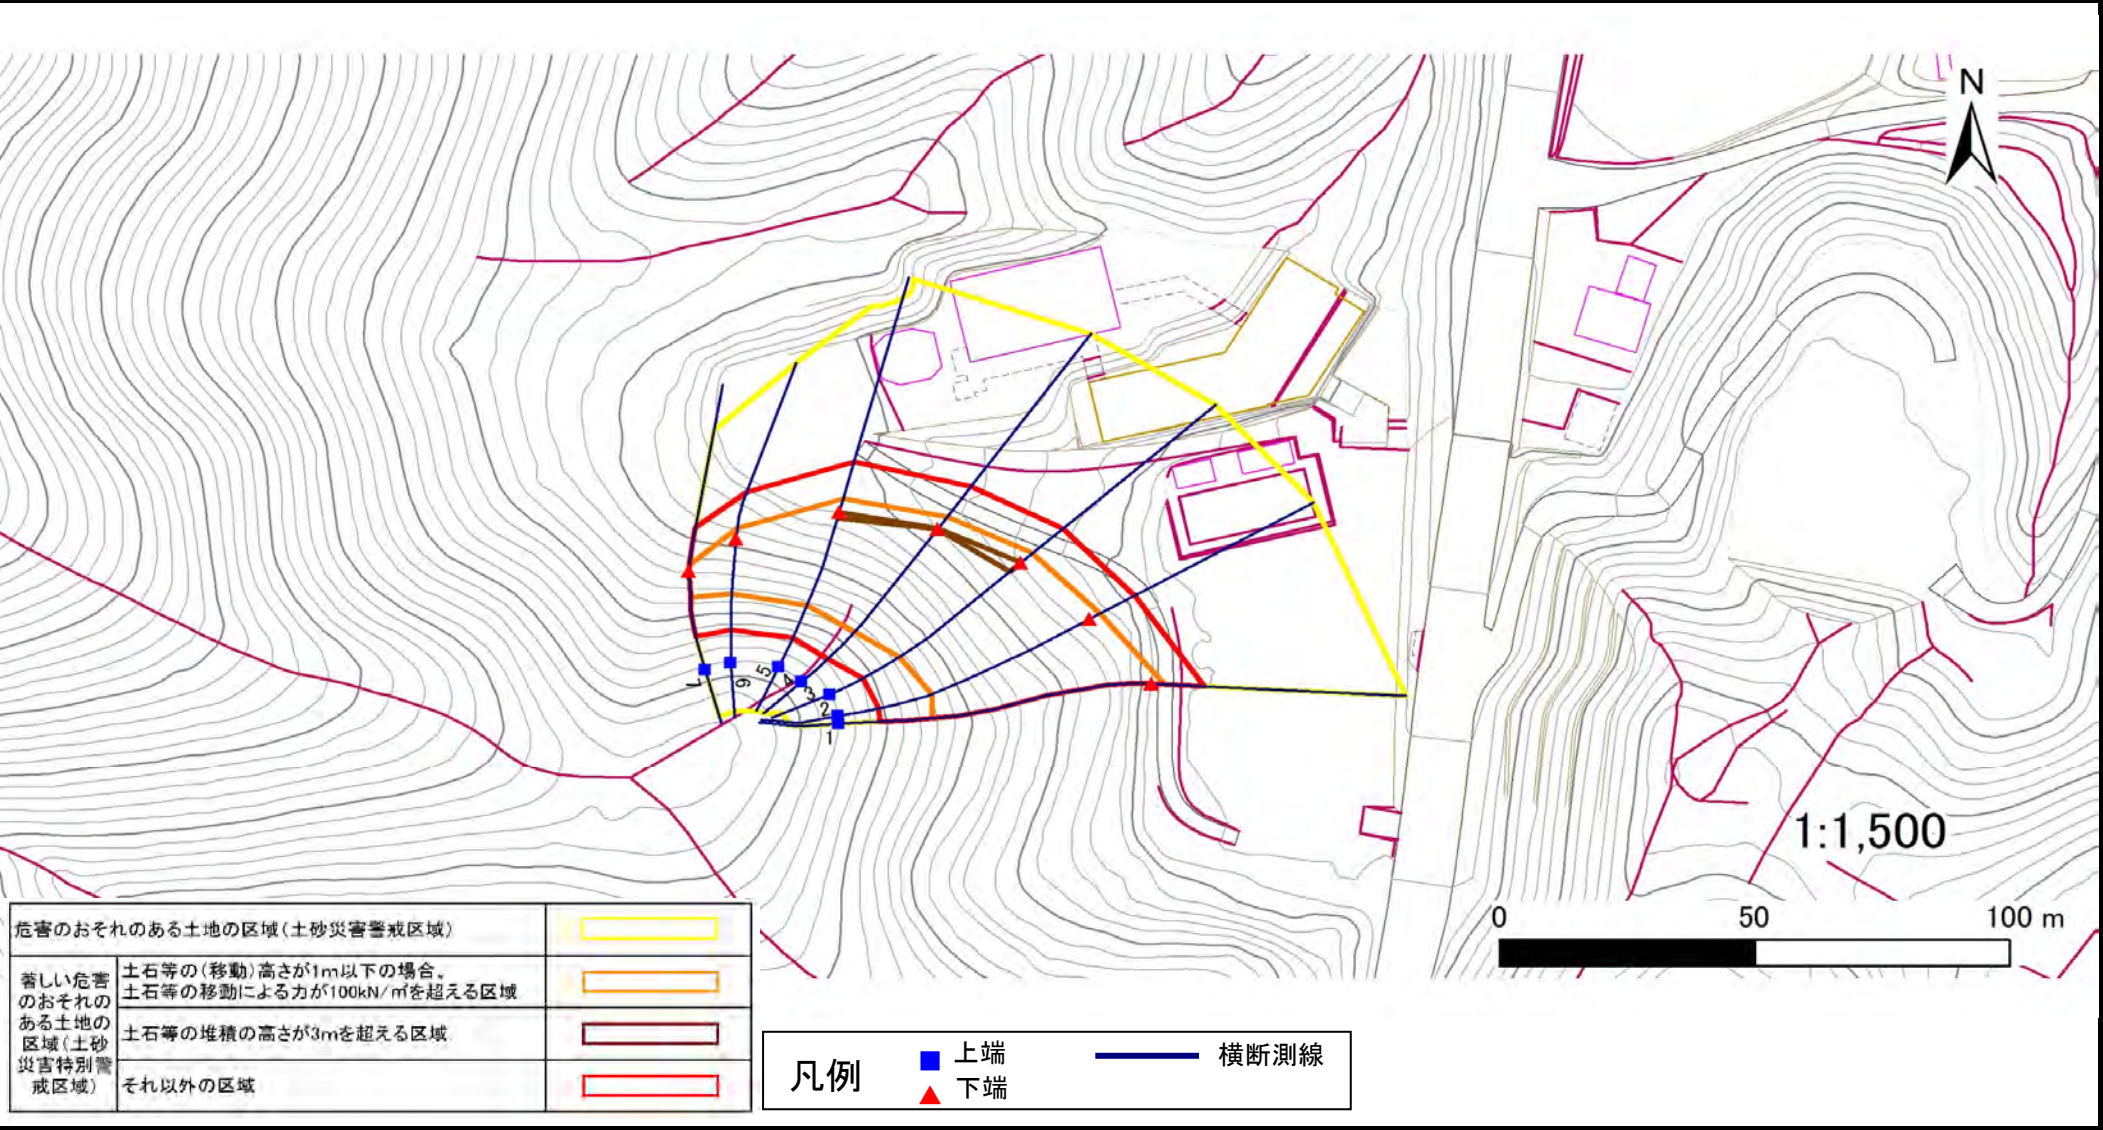 N
7
6
5
4
3
2
1
1:1,500
0 50 100 m
危害のおそれのある土地の区域(土砂災害警戒区域)
著しい危害
のおそれの
ある土地の
区域(土砂
災害特別警
戒区域)
土石等の(移動)高さが1m以下の場合、
土石等の移動による力が100kN/㎡を超える区域
土石等の堆積の高さが3mを超える区域
それ以外の区域
凡例
上端
下端
横断測線